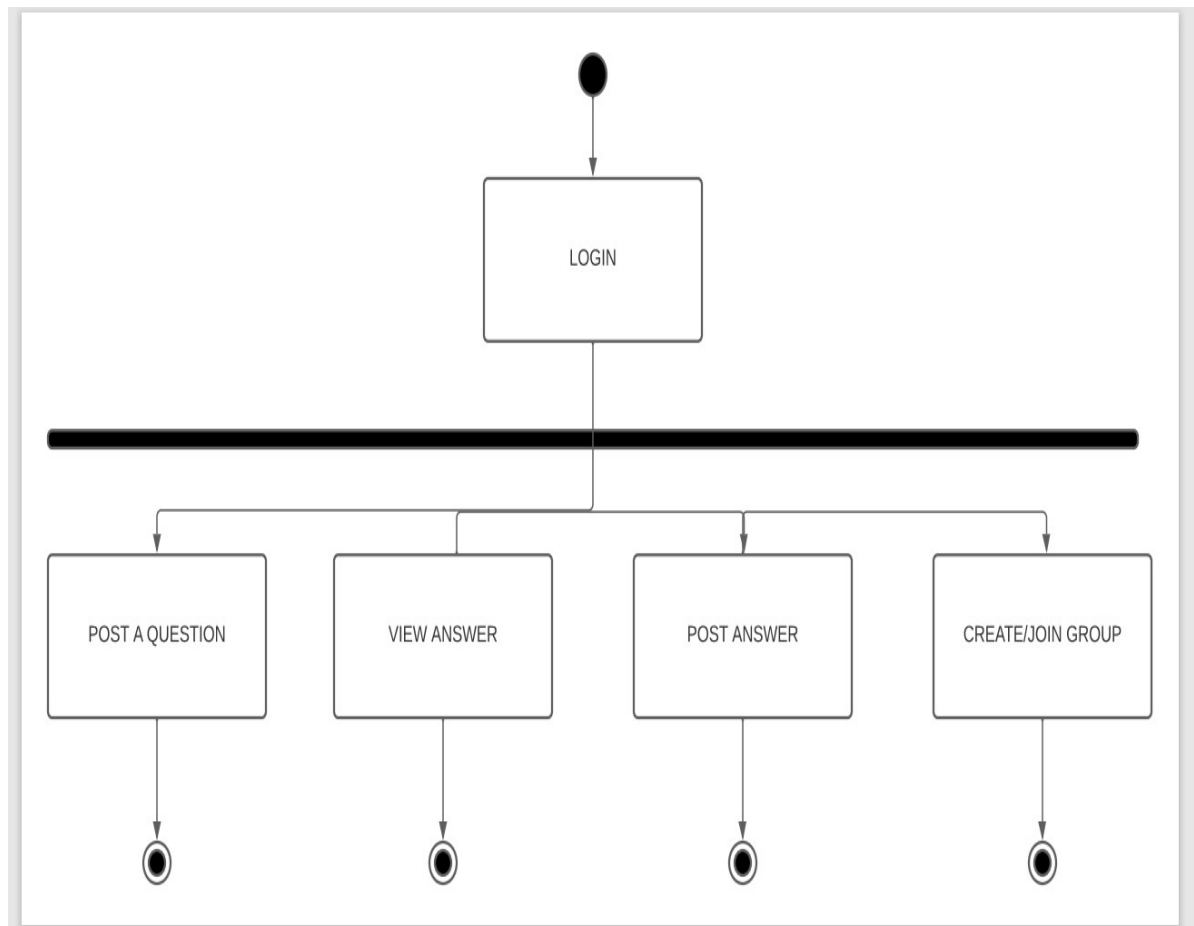 LOGIN
POST A QUESTION
VIEW ANSWER
POST ANSWER
CREATE/JOIN GROUP